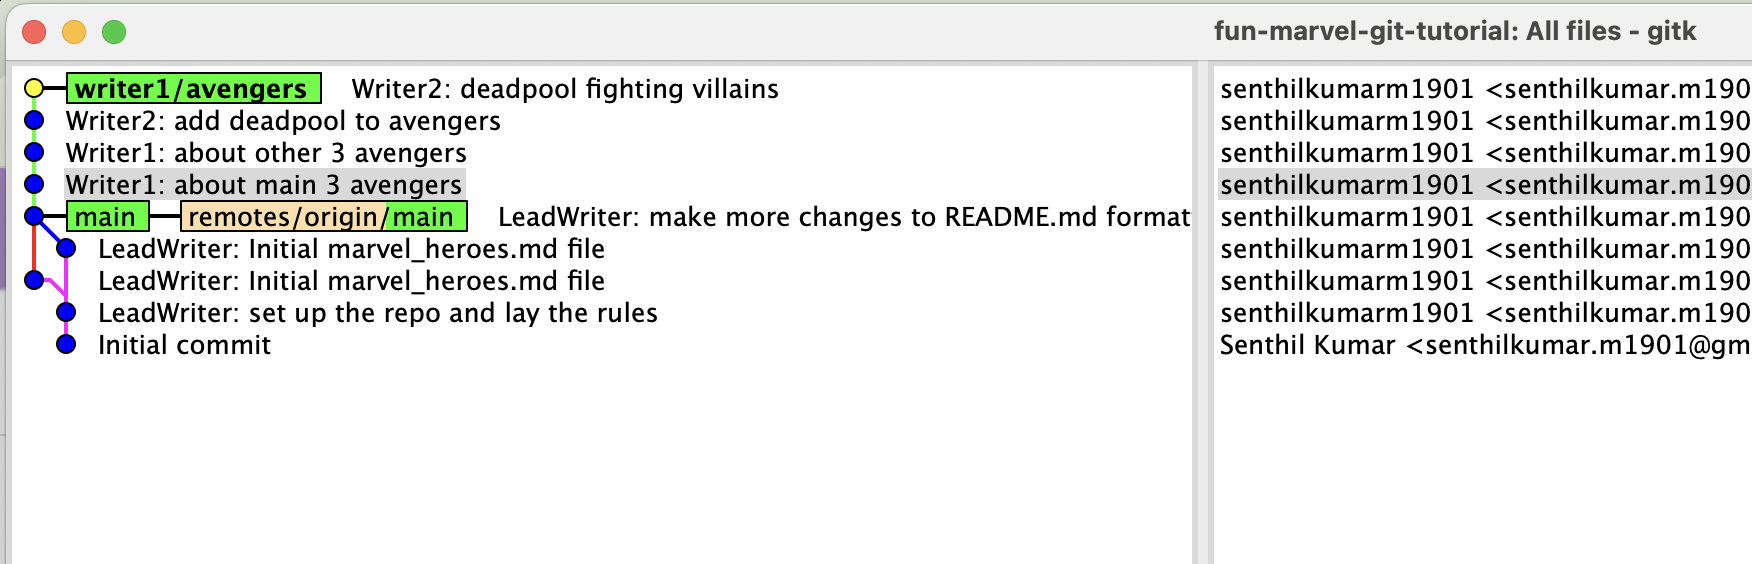 fun-marvel-git-tutorial: All files - gitk
writer1/avengers Writer2: deadpool fighting villains senthilkumarm1901 <senthilkumar.m190
Writer2: add deadpool to avengers senthilkumarm1901 <senthilkumar.m190
Writer1: about other 3 avengers senthilkumarm1901 <senthilkumar.m190
Writer1: about main 3 avengers senthilkumarm1901 <senthilkumar.m190
main remotes/origin/main LeadWriter: make more changes to README.md format senthilkumarm1901 <senthilkumar.m190
LeadWriter: Initial marvel_heroes.md file senthilkumarm1901 <senthilkumar.m190
LeadWriter: Initial marvel_heroes.md file senthilkumarm1901 <senthilkumar.m190
LeadWriter: set up the repo and lay the rules senthilkumarm1901 <senthilkumar.m190
Initial commit Senthil Kumar <senthilkumar.m1901@gm